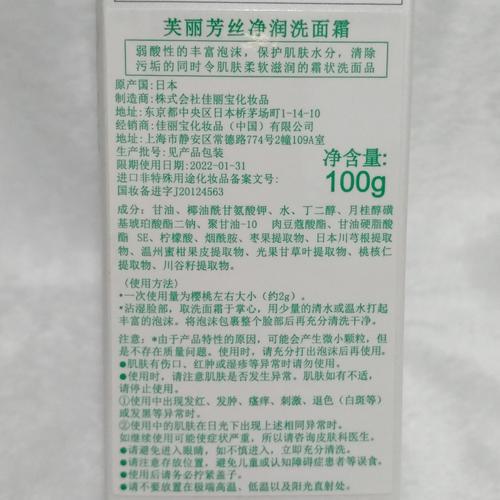 芙丽芳丝净润洗面霜
弱酸性的丰富泡沫，保护肌肤水分，清除
污垢的同时令肌肤柔软滋润的霜状洗面品
原产国:日本
制造商:株式会社佳丽宝化妆品
地址:东京都中央区日本桥茅场町1-14-10
经销商:佳丽宝化妆品（中国）有限公司
地址:上海市静安区常德路774号2幢109A室
生产批号:见产品包装
限期使用日期:2022-01-31
进口非特殊用途化妆品备案文号:
国妆备进字J20124563
净含量:
100g
成分：甘油、椰油酰甘氨酸钾、水、丁二醇、月桂醇磺
基琥珀酸酯二钠、聚甘油-10 肉豆蔻酸酯、甘油硬脂酸
酯 SE、柠檬酸、烟酰胺、枣果提取物、日本川芎根提取
物、温州蜜柑果皮提取物、光果甘草叶提取物、桃核仁
提取物、川谷籽提取物。
〈使用方法〉
*一次使用量为樱桃左右大小（约2g）。
*沾湿脸部，取洗面霜于掌心，用少量的清水或温水打起
丰富的泡沫。将泡沫包裹整个脸部后再充分清洗干净。
注意：*由于产品特性的原因，可能会产生微小颗粒，但
是不存在质量问题。使用时，请充分打出泡沫后再使用。
●肌肤有伤口、红肿或湿疹等异常时请勿使用。
●使用时，请注意肌肤是否发生异常。肌肤如有不适，
请停止使用。
①使用中出现发红、发肿、瘙痒、刺激、退色（白斑等）
或发黑等异常时。
②使用中的肌肤在日光下出现上述相同异常时。
如继续使用可能使症状严重，所以请咨询皮肤科医生。
●请避免进入眼睛，如不慎进入，立即充分清洗。
●请注意存放位置，避免儿童或认知障碍症患者等误食。
●使用后请务必拧紧盖子。
●请不要放置在极端高温、低温以及阳光直射处。